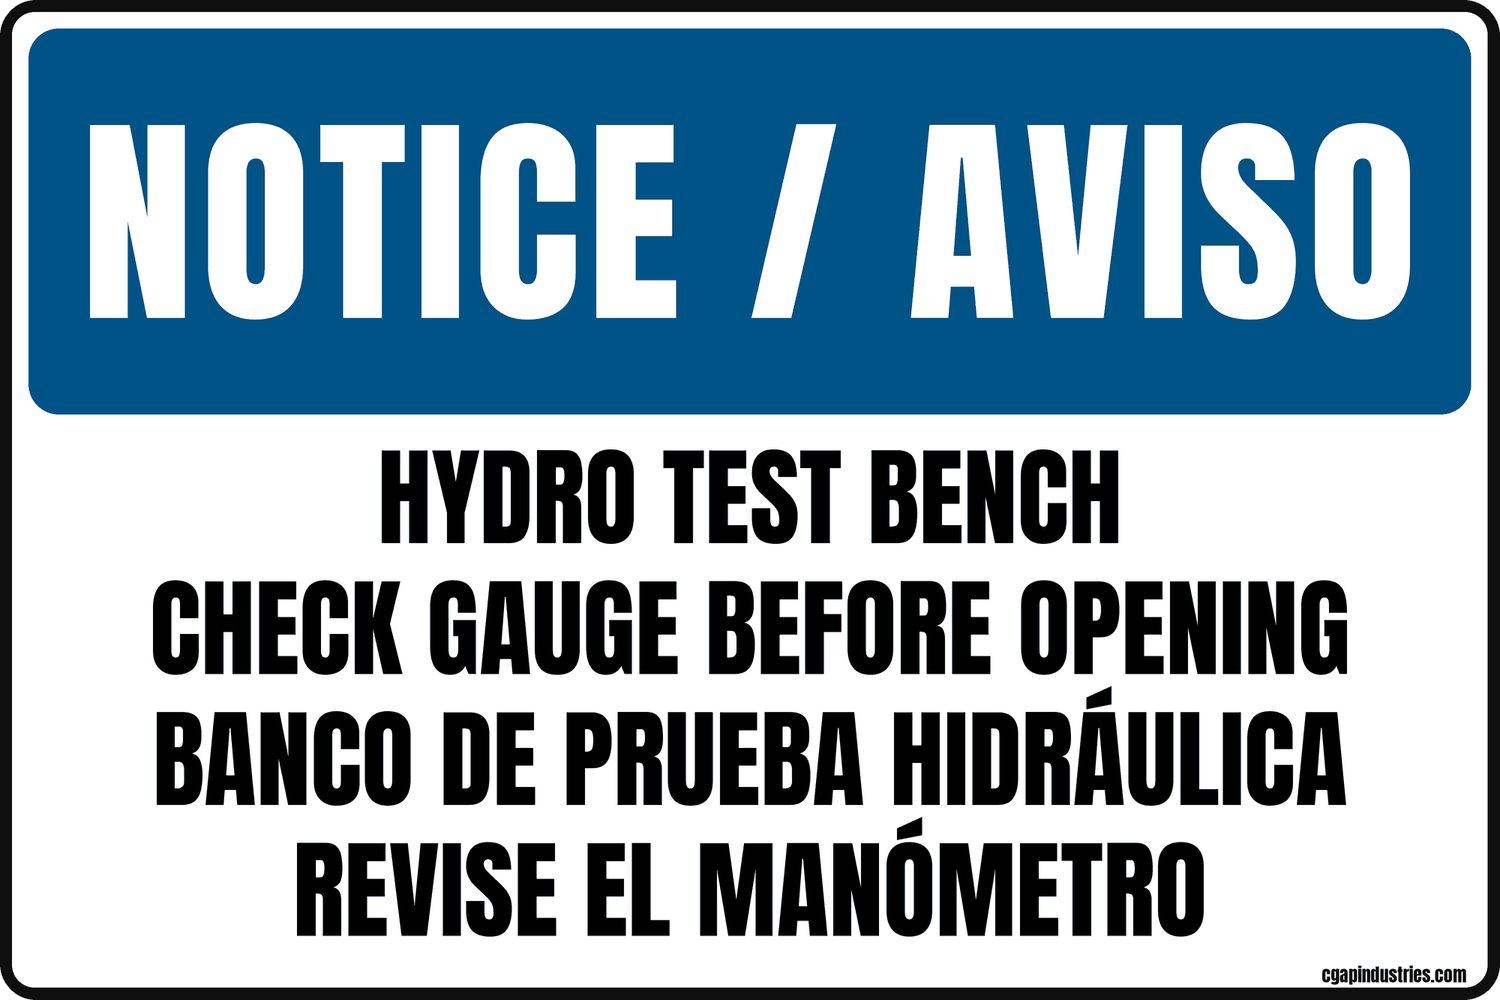 NOTICE / AVISO
HYDRO TEST BENCH
CHECK GAUGE BEFORE OPENING
BANCO DE PRUEBA HIDRÁULICA
REVISE EL MANÓMETRO
cgapindustries.com